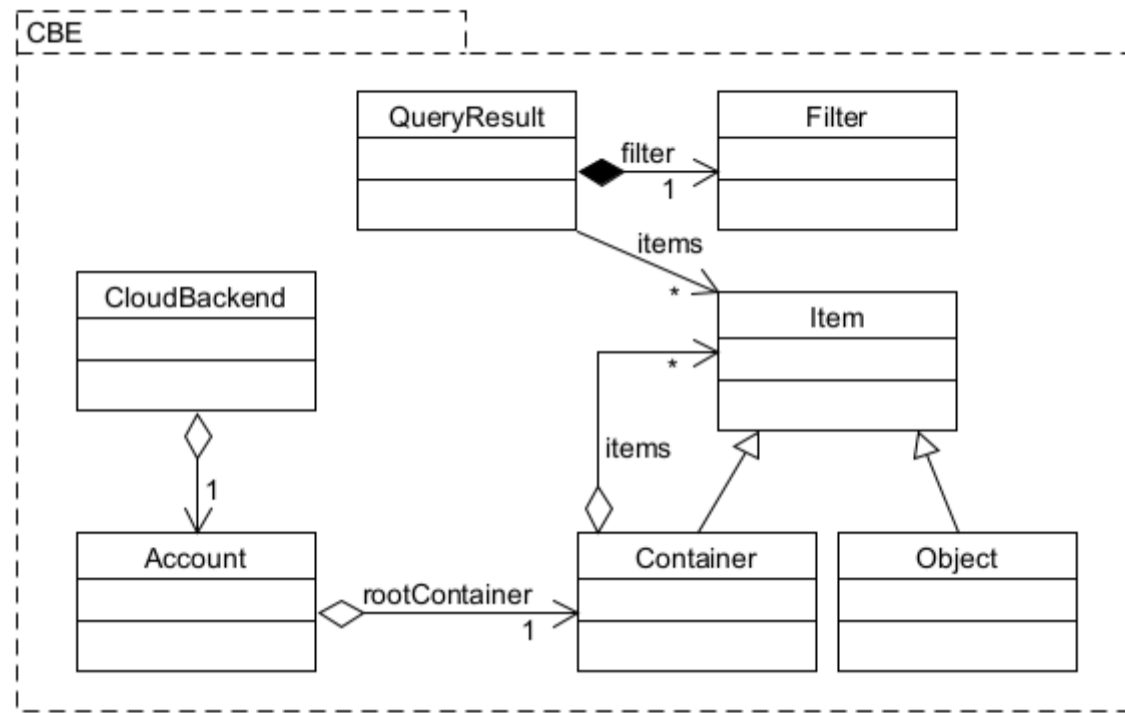 CBE
QueryResult
Filter
filter
1
items
*
CloudBackend
Item
*
items
1
Account
rootContainer
1
Container
Object